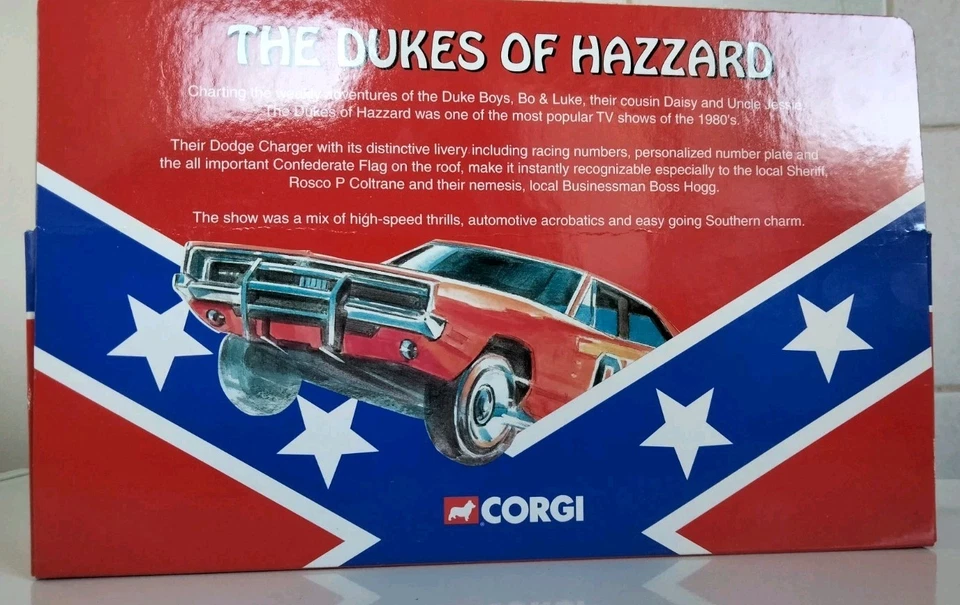 THE DUKES OF HAZZARD
Charting the weekly adventures of the Duke Boys, Bo & Luke, their cousin Daisy and Uncle Jessie.
The Dukes of Hazzard was one of the most popular TV shows of the 1980's.
Their Dodge Charger with its distinctive livery including racing numbers, personalized number plate and
the all important Confederate Flag on the roof, make it instantly recognizable especially to the local Sheriff,
Rosco P Coltrane and their nemesis, local Businessman Boss Hogg.
The show was a mix of high-speed thrills, automotive acrobatics and easy going Southern charm.
CORGI